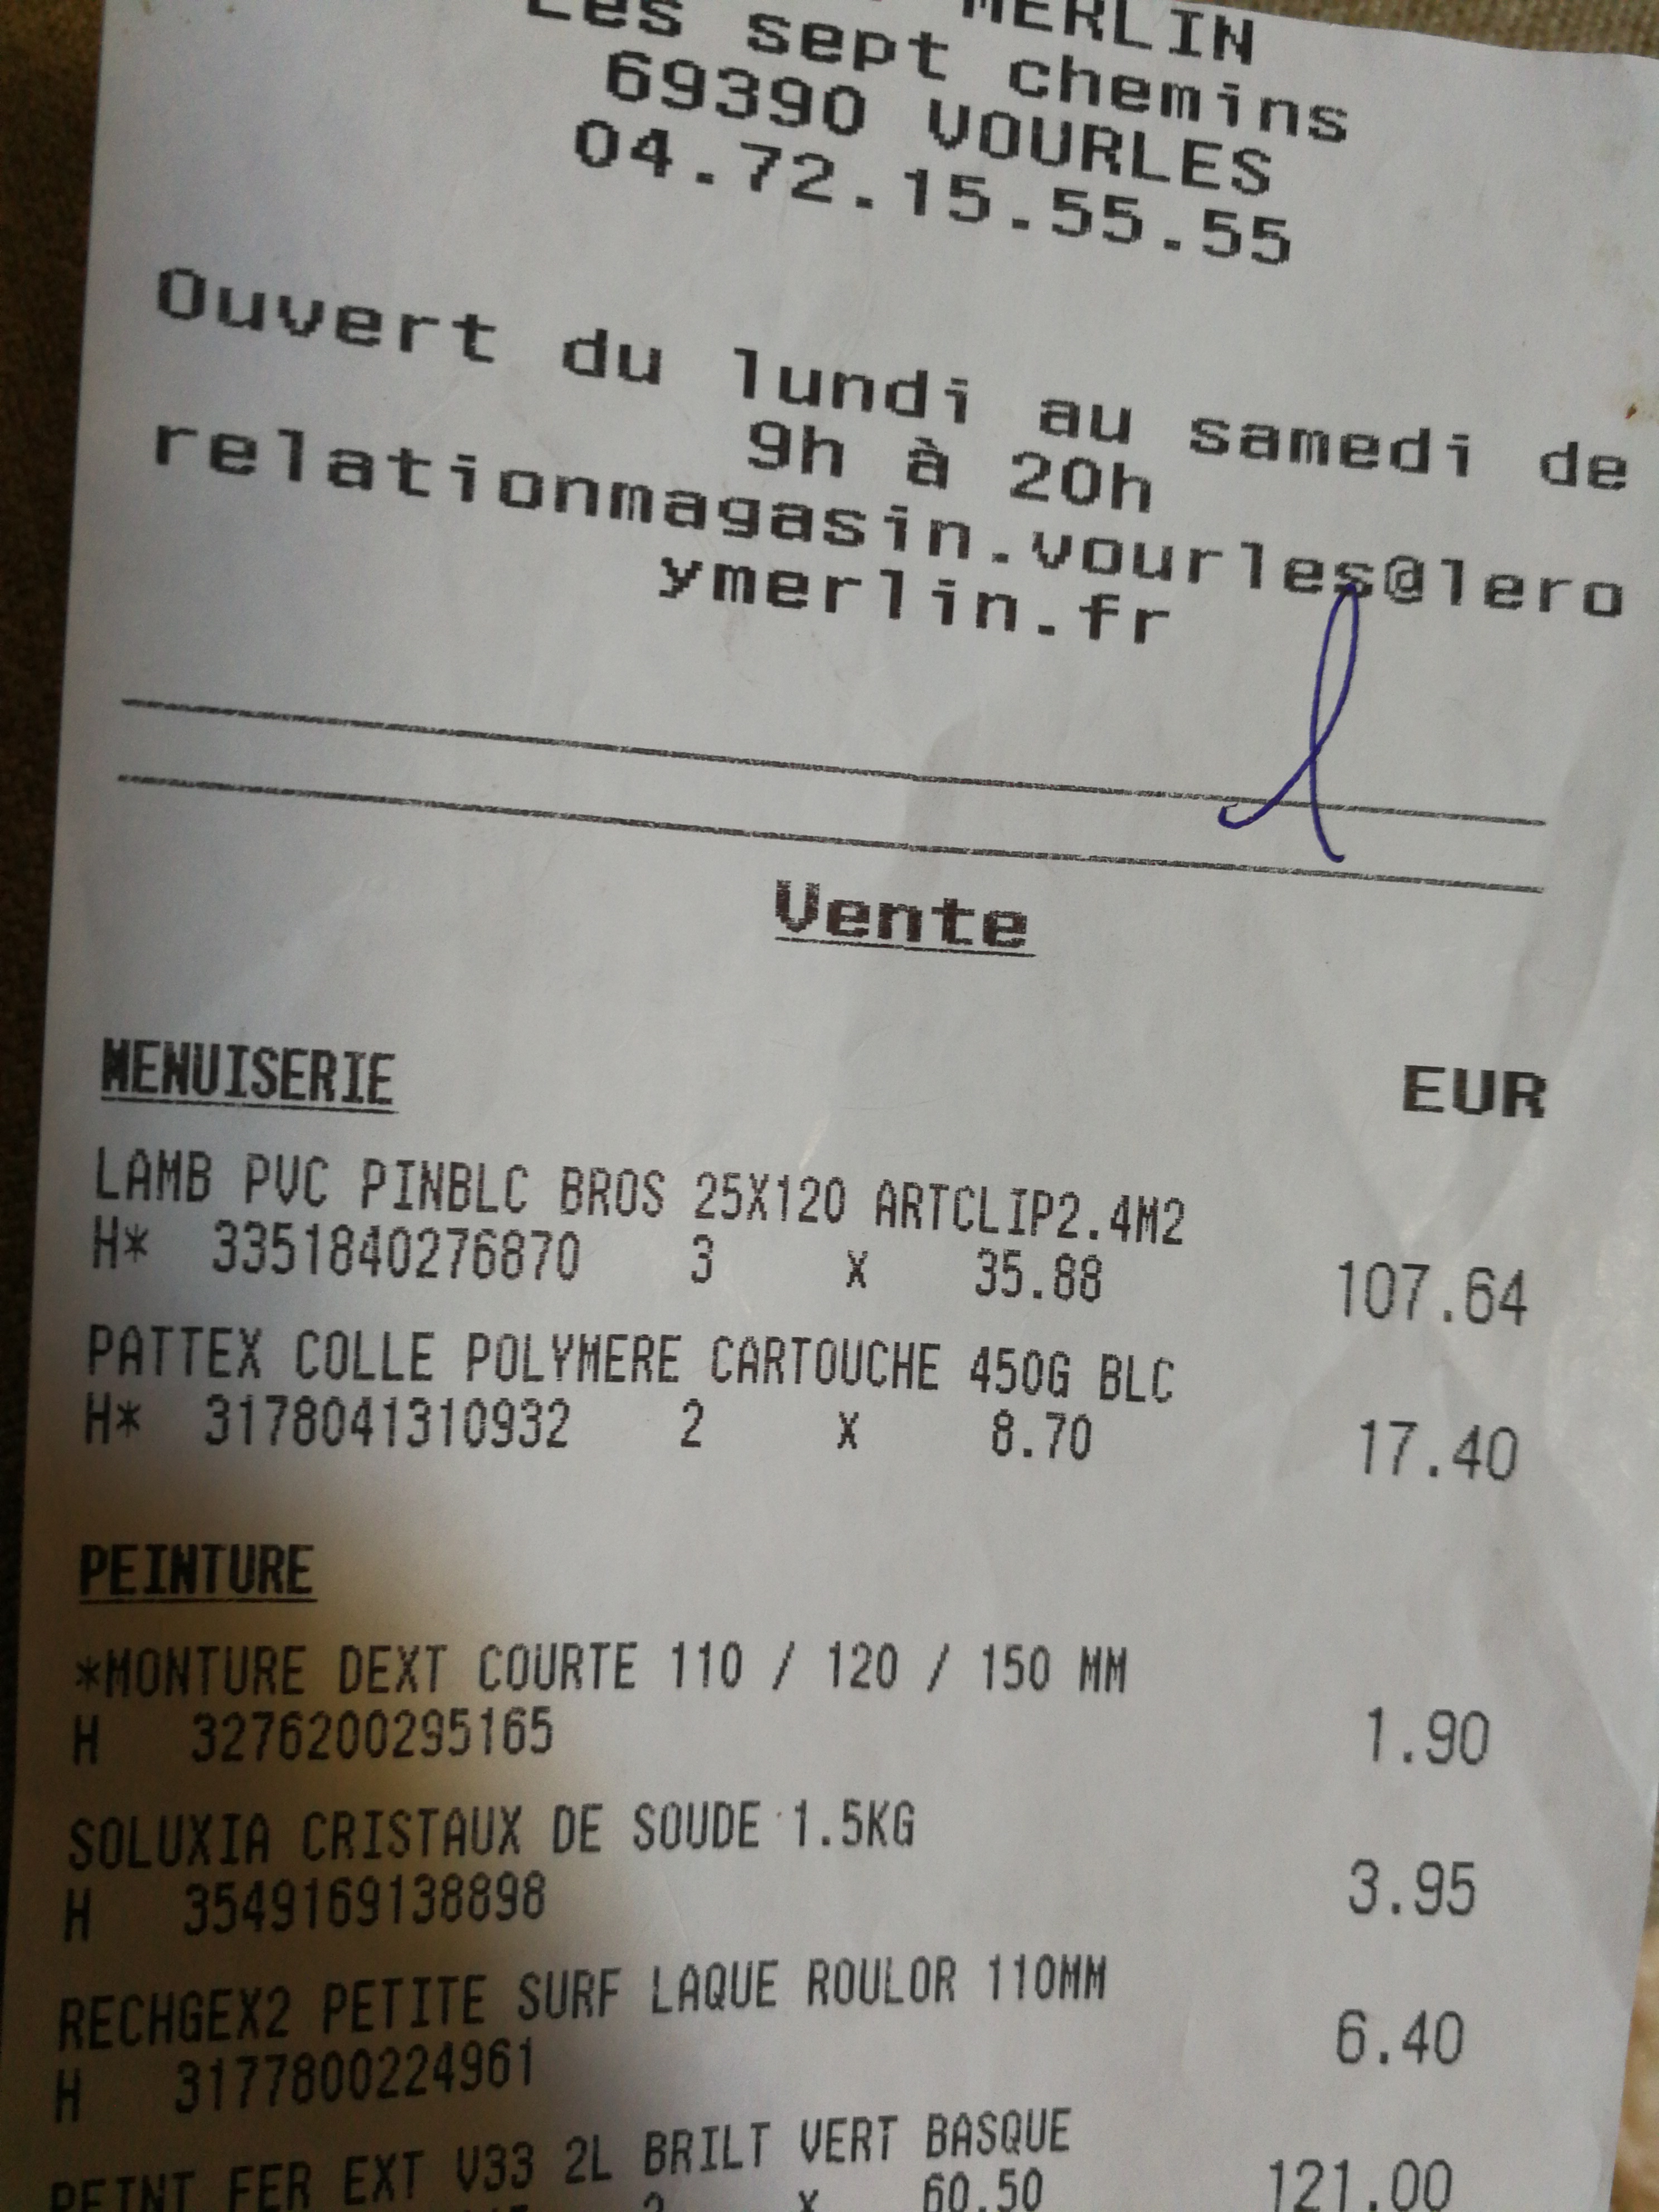 MERLIN
Les sept chemins
69390 VOURLES
04.72.15.55.55
Ouvert du lundi au samedi de
9h à 20h
relationmagasin.vourles@lero
ymerlin.fr
Vente
MENUISERIE EUR
LAMB PVC PINBLC BROS 25X120 ARTCLIP2.4M2
H* 3351840276870 3 x 35.88 107.64
PATTEX COLLE POLYMERE CARTOUCHE 450G BLC
H* 3178041310932 2 x 8.70 17.40
PEINTURE
*MONTURE DEXT COURTE 110 / 120 / 150 MM
H 3276200295165 1.90
SOLUXIA CRISTAUX DE SOUDE 1.5KG
H 3549169138898 3.95
RECHGEX2 PETITE SURF LAQUE ROULOR 110MM
H 3177800224961 6.40
PEINT FER EXT V33 2L BRILT VERT BASQUE
x 60.50 121.00